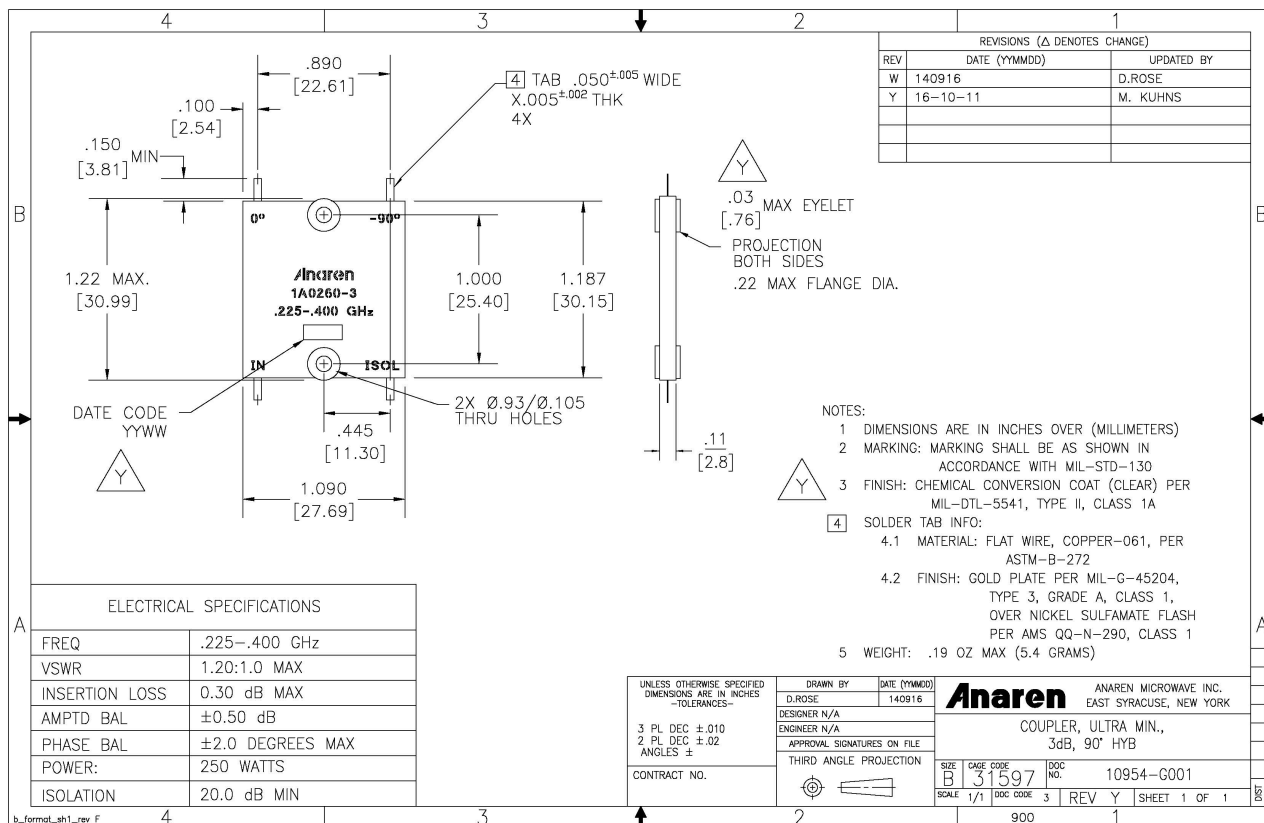 4 3 2 1
REVISIONS (Δ DENOTES CHANGE)
REV DATE (YYMMDD) UPDATED BY
W 140916 D.ROSE
Y 16-10-11 M. KUHNS
.890
[22.61]
4 TAB .050±.005 WIDE
X.005±.002 THK
4X
.100
[2.54]
.150 MIN
[3.81]
Y
.03 MAX EYELET
[.76]
PROJECTION
BOTH SIDES
.22 MAX FLANGE DIA.
B B
0° -90°
1.22 MAX.
[30.99]
Anaren
1A0260-3
.225-.400 GHz
1.000
[25.40]
1.187
[30.15]
IN ISOL
DATE CODE
YYWW
Y
2X Ø.93/Ø.105
THRU HOLES
.445
[11.30]
1.090
[27.69]
.11
[2.8]
NOTES:
1 DIMENSIONS ARE IN INCHES OVER (MILLIMETERS)
2 MARKING: MARKING SHALL BE AS SHOWN IN
ACCORDANCE WITH MIL-STD-130
Y
3 FINISH: CHEMICAL CONVERSION COAT (CLEAR) PER
MIL-DTL-5541, TYPE II, CLASS 1A
4 SOLDER TAB INFO:
4.1 MATERIAL: FLAT WIRE, COPPER-061, PER
ASTM-B-272
4.2 FINISH: GOLD PLATE PER MIL-G-45204,
TYPE 3, GRADE A, CLASS 1,
OVER NICKEL SULFAMATE FLASH
PER AMS QQ-N-290, CLASS 1
5 WEIGHT: .19 OZ MAX (5.4 GRAMS)
A A
ELECTRICAL SPECIFICATIONS
FREQ .225-.400 GHz
VSWR 1.20:1.0 MAX
INSERTION LOSS 0.30 dB MAX
AMPTD BAL ±0.50 dB
PHASE BAL ±2.0 DEGREES MAX
POWER: 250 WATTS
ISOLATION 20.0 dB MIN
UNLESS OTHERWISE SPECIFIED
DIMENSIONS ARE IN INCHES
-TOLERANCES-
3 PL DEC ±.010
2 PL DEC ±.02
ANGLES ±
CONTRACT NO.
DRAWN BY DATE (YYMMDD)
D.ROSE 140916
DESIGNER N/A
ENGINEER N/A
APPROVAL SIGNATURES ON FILE
THIRD ANGLE PROJECTION
Anaren
ANAREN MICROWAVE INC.
EAST SYRACUSE, NEW YORK
COUPLER, ULTRA MIN.,
3dB, 90° HYB
SIZE B CAGE CODE 31597 DOC NO. 10954-G001
SCALE 1/1 DOC CODE 3 REV Y SHEET 1 OF 1
DIST
b_format_sh1_rev F 4 3 2 900 1